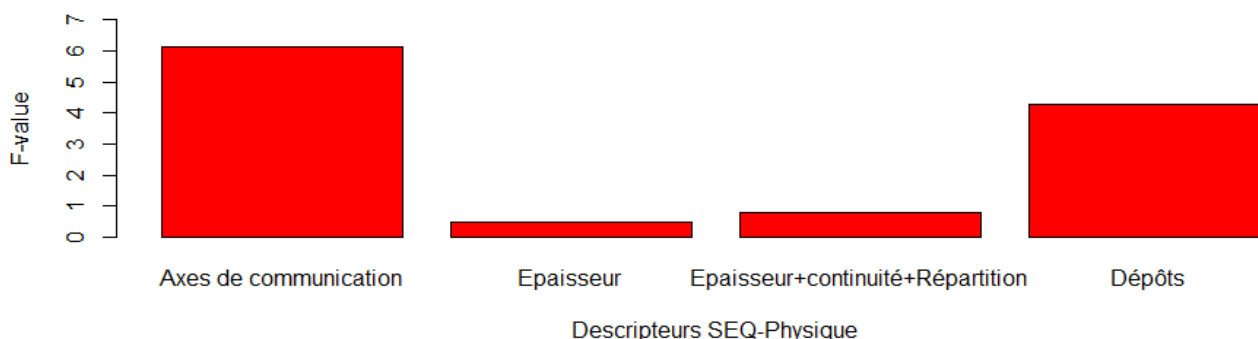 F-value
7
6
5
4
3
2
1
0
Axes de communication
Epaisseur
Epaisseur+continuité+Répartition
Dépôts
Descripteurs SEQ-Physique